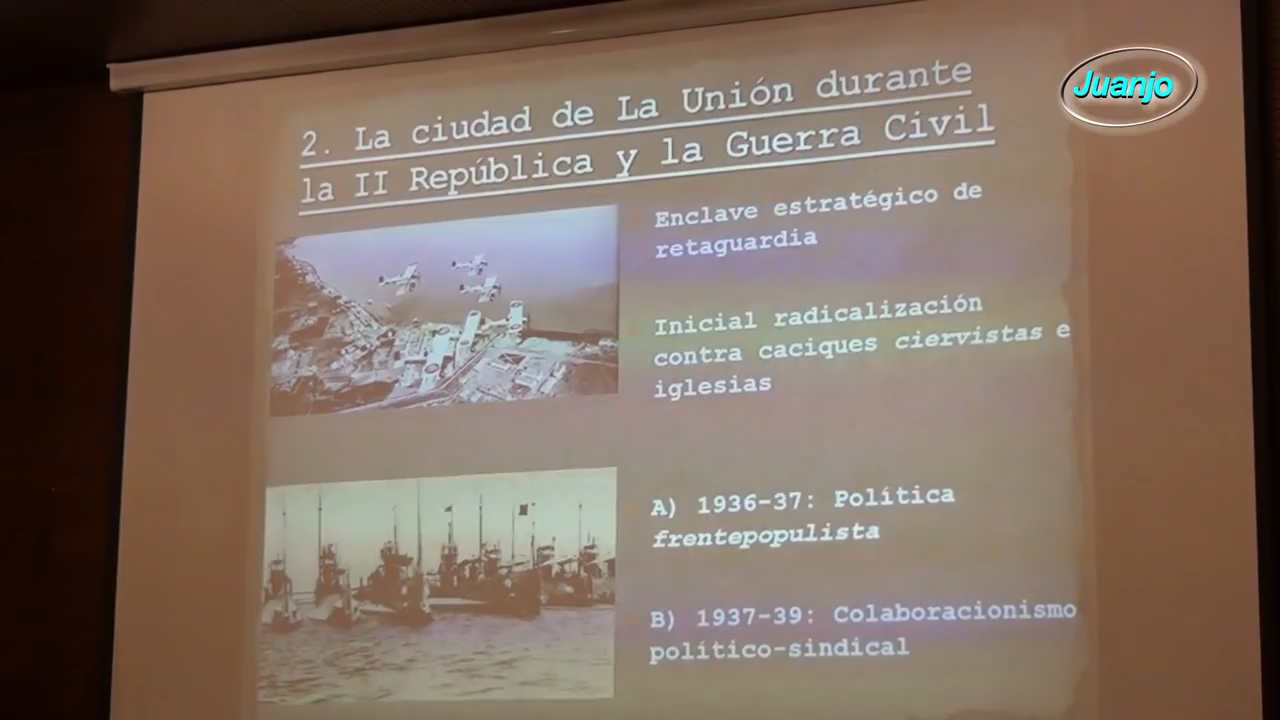 Juanjo
2. La ciudad de La Unión durante
la II República y la Guerra Civil
Enclave estratégico de
retaguardia
Inicial radicalización
contra caciques ciervistas e
iglesias
A) 1936-37: Política
frentepopulista
B) 1937-39: Colaboracionismo
político-sindical